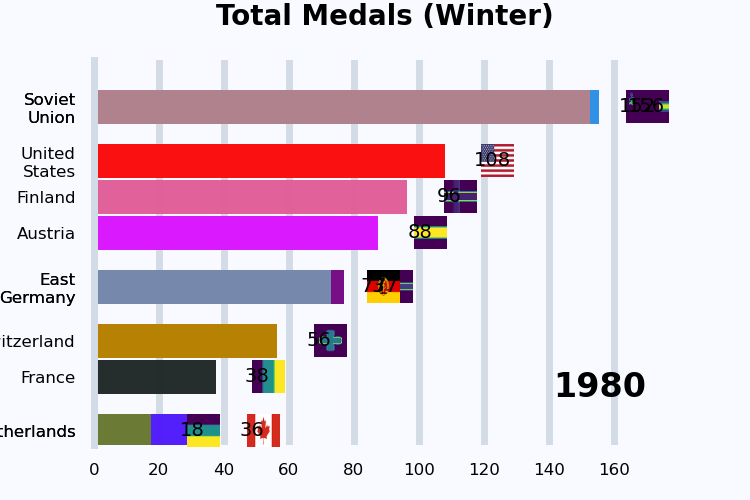 Total Medals (Winter)
Soviet
Union
United
States
108
Finland
96
Austria
88
East
Germany
itzerland
56
France
38
1980
therlands
18
36
0 20 40 60 80 100 120 140 160